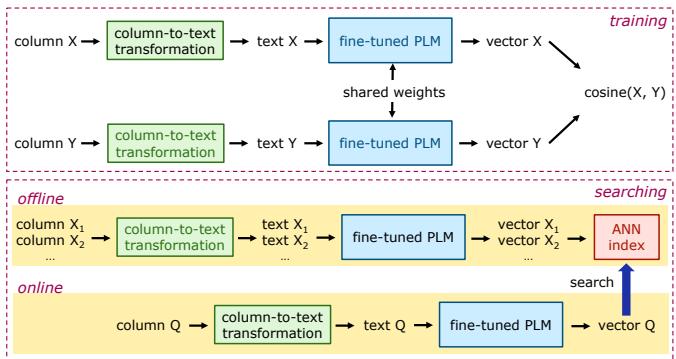 training
column X
column-to-text
transformation
text X
fine-tuned PLM
vector X
shared weights
cosine(X, Y)
column Y
column-to-text
transformation
text Y
fine-tuned PLM
vector Y
searching
offline
column X₁
column X₂
...
column-to-text
transformation
text X₁
text X₂
...
fine-tuned PLM
vector X₁
vector X₂
...
ANN
index
search
online
column Q
column-to-text
transformation
text Q
fine-tuned PLM
vector Q